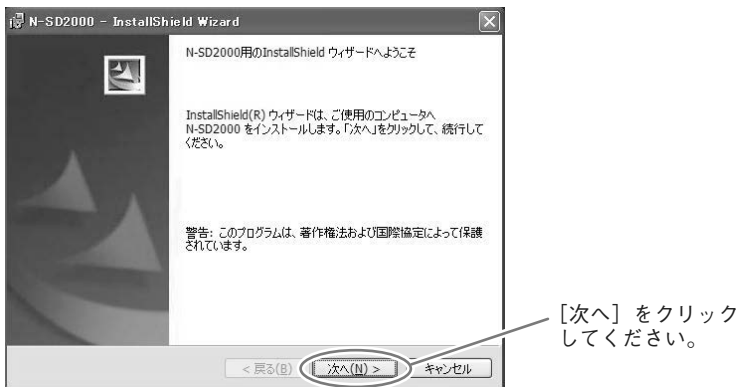 N-SD2000 - InstallShield Wizard
N-SD2000用のInstallShield ウィザードへようこそ
InstallShield(R) ウィザードは、ご使用のコンピュータへ
N-SD2000 をインストールします。「次へ」をクリックして、続行して
ください。
警告: このプログラムは、著作権法および国際協定によって保護
されています。
[次へ] をクリック
してください。
< 戻る(B)
次へ(N) >
キャンセル